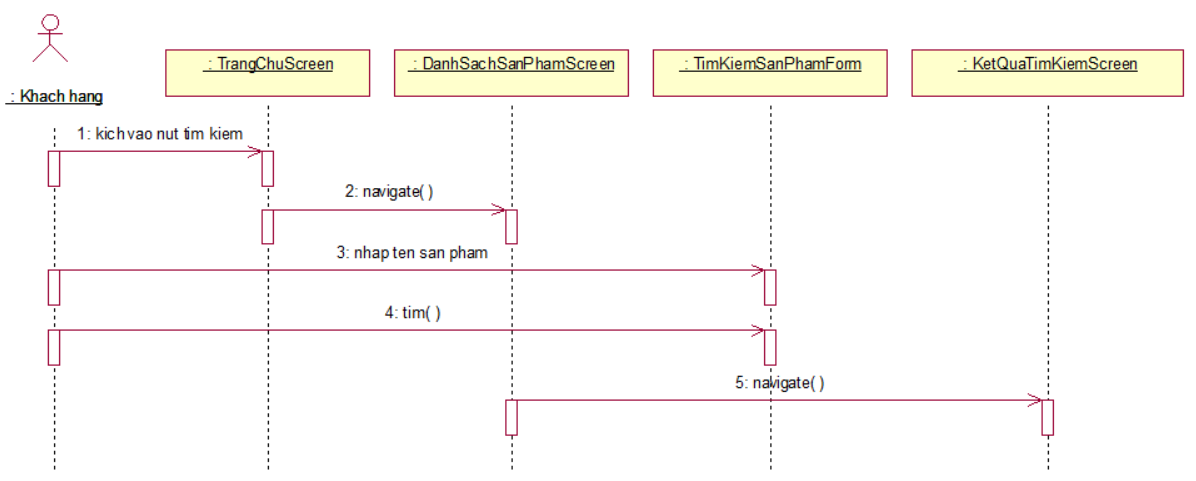 : Khach hang
: TrangChuScreen
: DanhSachSanPhamScreen
: TimKiemSanPhamForm
: KetQuaTimKiemScreen
1: kich vao nut tim kiem
2: navigate( )
3: nhap ten san pham
4: tim( )
5: navigate( )